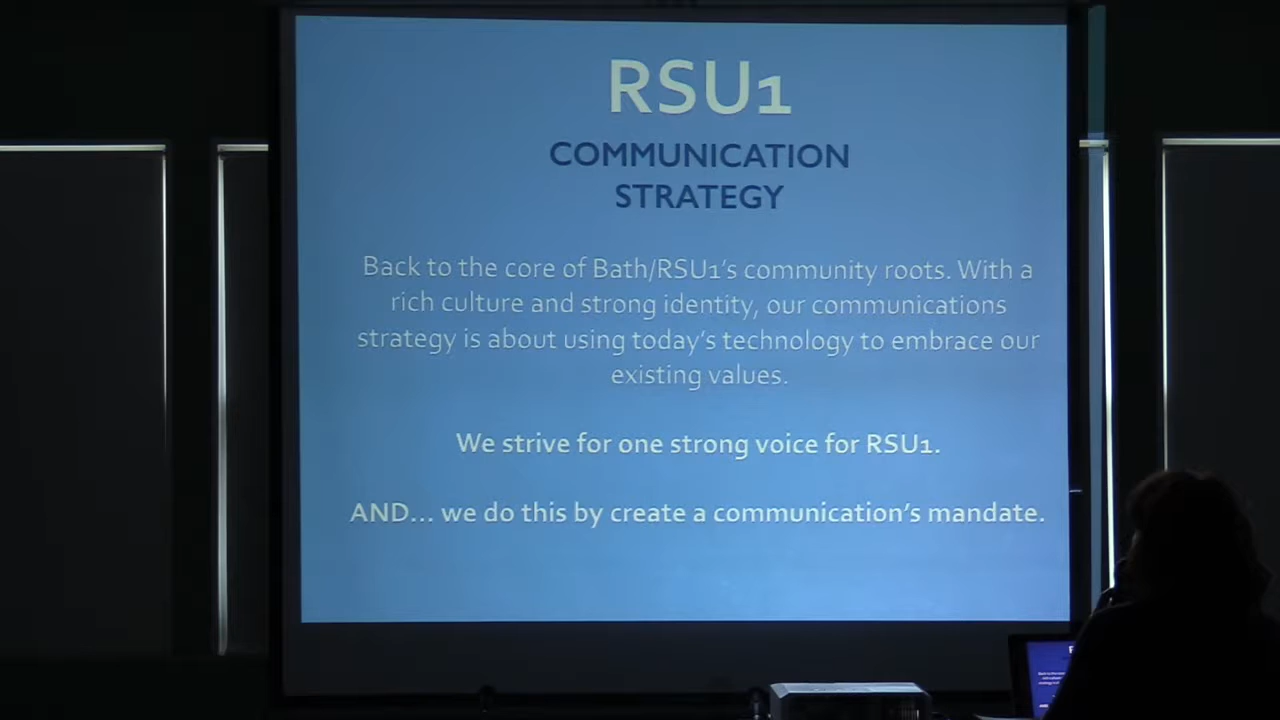 RSU1
COMMUNICATION
STRATEGY
Back to the core of Bath/RSU1's community roots. With a
rich culture and strong identity, our communications
strategy is about using today's technology to embrace our
existing values.
We strive for one strong voice for RSU1.
AND... we do this by create a communication's mandate.